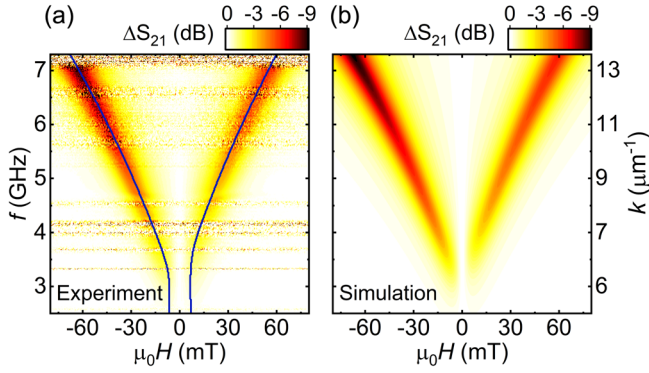 (a) ΔS21 (dB) 0 -3 -6 -9
(b) ΔS21 (dB) 0 -3 -6 -9
7
6
5
4
3
f (GHz)
Experiment
-60 -30 0 30 60
μ0H (mT)
Simulation
-60 -30 0 30 60
μ0H (mT)
13
11
9
7
6
k (μm⁻¹)